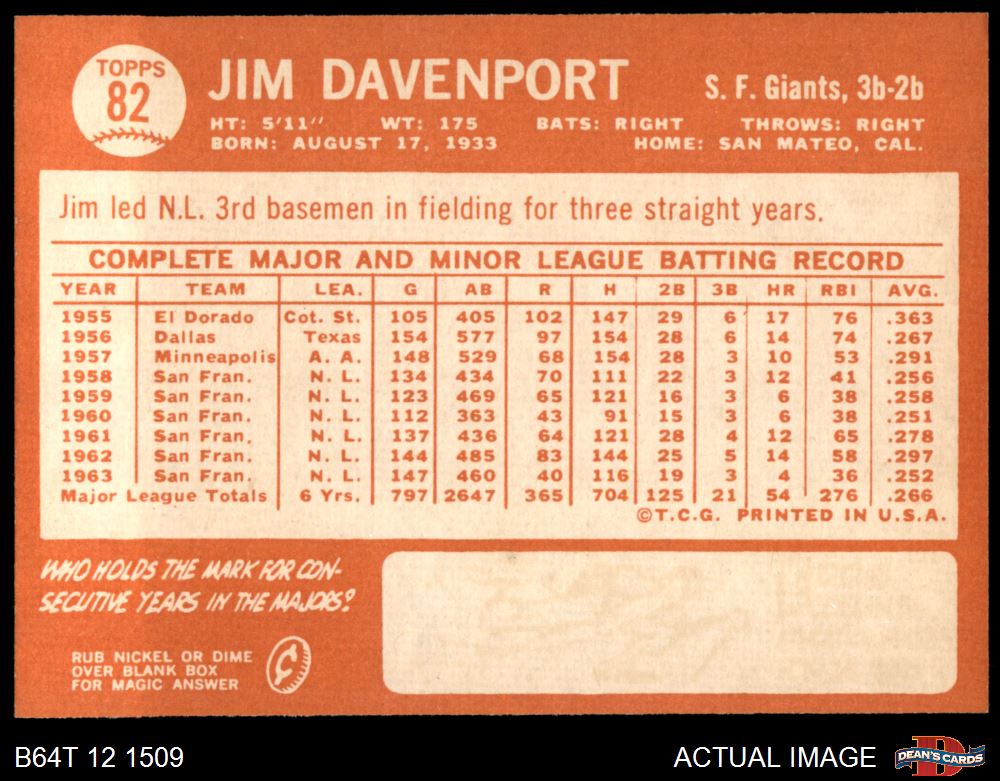 TOPPS
82
JIM DAVENPORT
S. F. Giants, 3b-2b
HT: 5'11" WT: 175 BATS: RIGHT THROWS: RIGHT
BORN: AUGUST 17, 1933 HOME: SAN MATEO, CAL.
Jim led N.L. 3rd basemen in fielding for three straight years.
COMPLETE MAJOR AND MINOR LEAGUE BATTING RECORD
YEAR TEAM LEA. G AB R H 2B 3B HR RBI AVG.
1955 El Dorado Cot. St. 105 405 102 147 29 6 17 76 .363
1956 Dallas Texas 154 577 97 154 28 6 14 74 .267
1957 Minneapolis A. A. 148 529 68 154 28 3 10 53 .291
1958 San Fran. N. L. 134 434 70 111 22 3 12 41 .256
1959 San Fran. N. L. 123 469 65 121 16 3 6 38 .258
1960 San Fran. N. L. 112 363 43 91 15 3 6 38 .251
1961 San Fran. N. L. 137 436 64 121 28 4 12 65 .278
1962 San Fran. N. L. 144 485 83 144 25 5 14 58 .297
1963 San Fran. N. L. 147 460 40 116 19 3 4 36 .252
Major League Totals 6 Yrs. 797 2647 365 704 125 21 54 276 .266
©T.C.G. PRINTED IN U.S.A.
WHO HOLDS THE MARK FOR CON-
SECUTIVE YEARS IN THE MAJORS?
RUB NICKEL OR DIME
OVER BLANK BOX
FOR MAGIC ANSWER
B64T 12 1509
ACTUAL IMAGE
DEAN'S CARDS